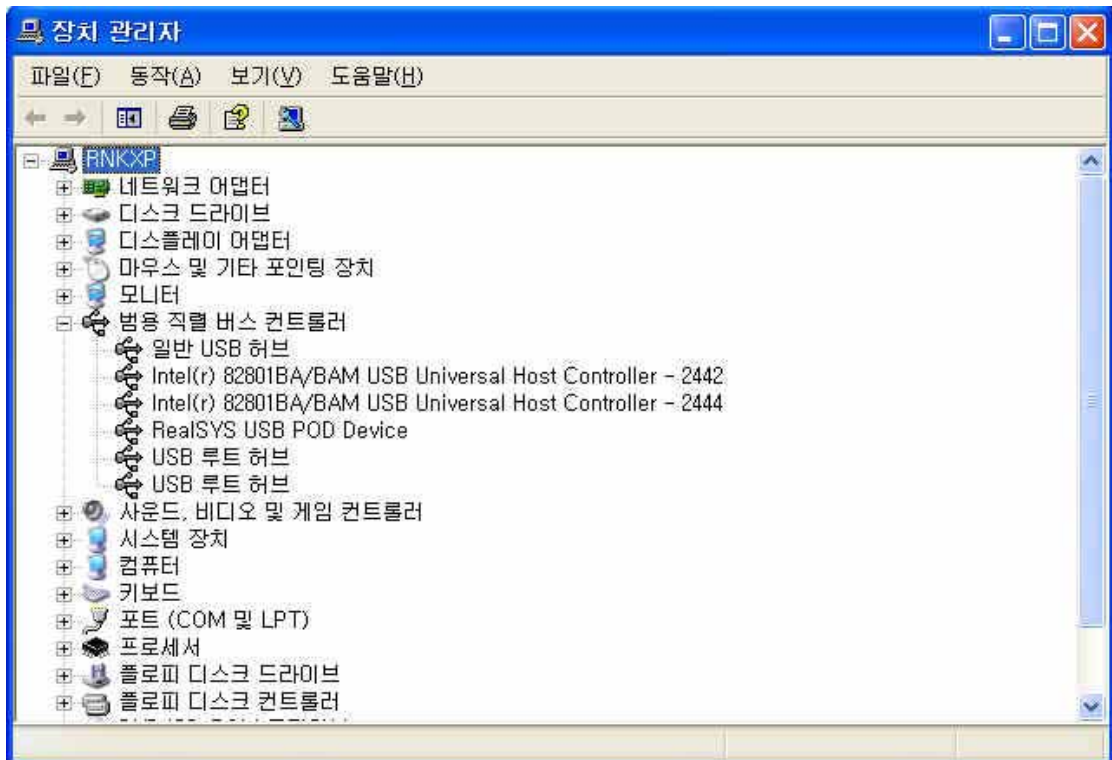 장치 관리자
파일(F) 동작(A) 보기(V) 도움말(H)
RNKXP
네트워크 어댑터
디스크 드라이브
디스플레이 어댑터
마우스 및 기타 포인팅 장치
모니터
범용 직렬 버스 컨트롤러
일반 USB 허브
Intel(r) 82801BA/BAM USB Universal Host Controller - 2442
Intel(r) 82801BA/BAM USB Universal Host Controller - 2444
RealSYS USB POD Device
USB 루트 허브
USB 루트 허브
사운드, 비디오 및 게임 컨트롤러
시스템 장치
컴퓨터
키보드
포트 (COM 및 LPT)
프로세서
플로피 디스크 드라이브
플로피 디스크 컨트롤러